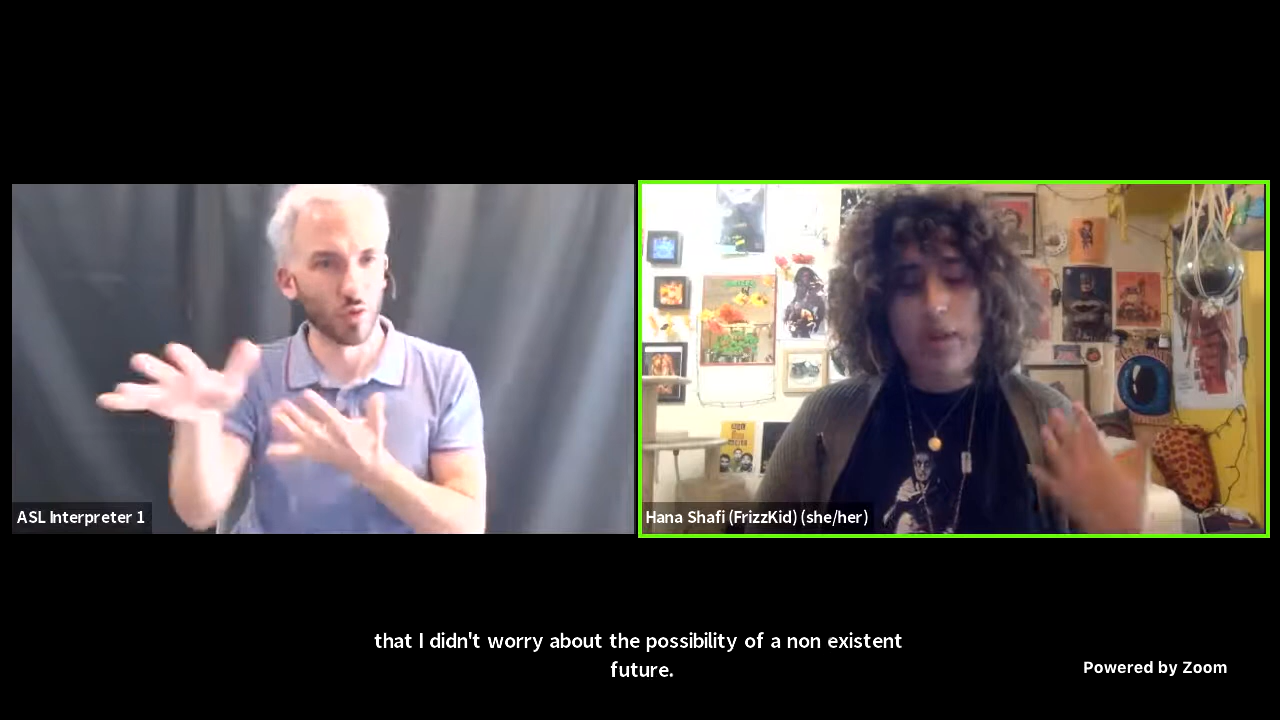 ASL Interpreter 1
Hana Shafi (FrizzKid) (she/her)
that I didn't worry about the possibility of a non existent
future.
Powered by Zoom